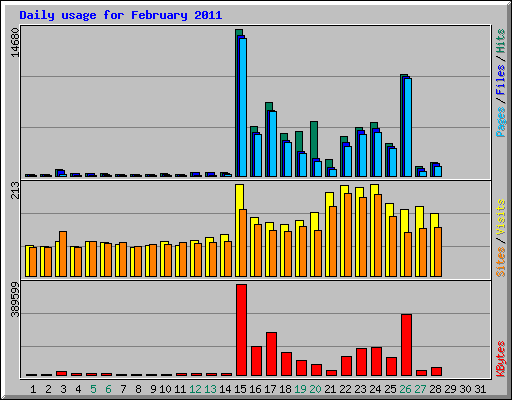 Daily usage for February 2011
14680
Pages / Files / Hits
213
Sites / Visits
389599
KBytes
1 2 3 4 5 6 7 8 9 10 11 12 13 14 15 16 17 18 19 20 21 22 23 24 25 26 27 28 29 30 31